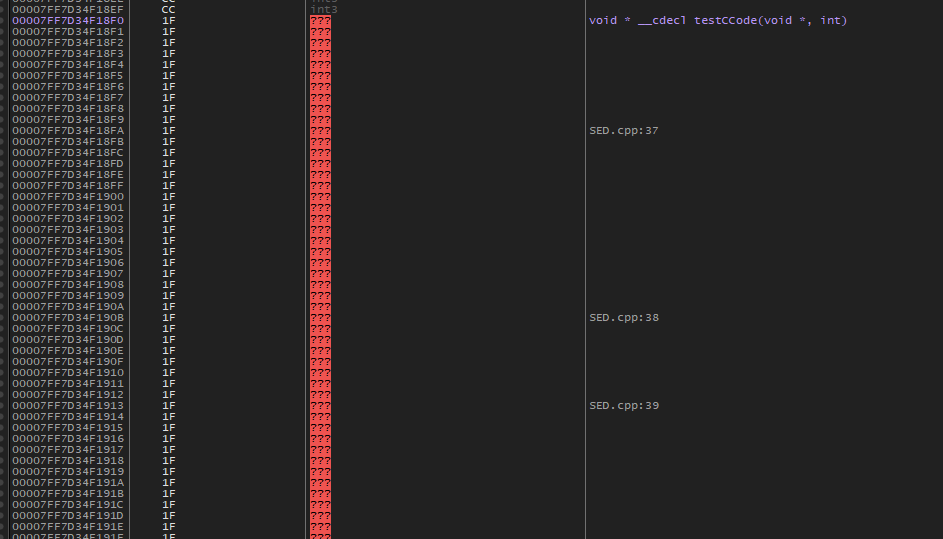 00007FF7D34F18EE CC int3
00007FF7D34F18EF CC int3
00007FF7D34F18F0 1F ??? void * __cdecl testCCode(void *, int)
00007FF7D34F18F1 1F ???
00007FF7D34F18F2 1F ???
00007FF7D34F18F3 1F ???
00007FF7D34F18F4 1F ???
00007FF7D34F18F5 1F ???
00007FF7D34F18F6 1F ???
00007FF7D34F18F7 1F ???
00007FF7D34F18F8 1F ???
00007FF7D34F18F9 1F ???
00007FF7D34F18FA 1F ??? SED.cpp:37
00007FF7D34F18FB 1F ???
00007FF7D34F18FC 1F ???
00007FF7D34F18FD 1F ???
00007FF7D34F18FE 1F ???
00007FF7D34F18FF 1F ???
00007FF7D34F1900 1F ???
00007FF7D34F1901 1F ???
00007FF7D34F1902 1F ???
00007FF7D34F1903 1F ???
00007FF7D34F1904 1F ???
00007FF7D34F1905 1F ???
00007FF7D34F1906 1F ???
00007FF7D34F1907 1F ???
00007FF7D34F1908 1F ???
00007FF7D34F1909 1F ???
00007FF7D34F190A 1F ???
00007FF7D34F190B 1F ??? SED.cpp:38
00007FF7D34F190C 1F ???
00007FF7D34F190D 1F ???
00007FF7D34F190E 1F ???
00007FF7D34F190F 1F ???
00007FF7D34F1910 1F ???
00007FF7D34F1911 1F ???
00007FF7D34F1912 1F ???
00007FF7D34F1913 1F ??? SED.cpp:39
00007FF7D34F1914 1F ???
00007FF7D34F1915 1F ???
00007FF7D34F1916 1F ???
00007FF7D34F1917 1F ???
00007FF7D34F1918 1F ???
00007FF7D34F1919 1F ???
00007FF7D34F191A 1F ???
00007FF7D34F191B 1F ???
00007FF7D34F191C 1F ???
00007FF7D34F191D 1F ???
00007FF7D34F191E 1F ???
00007FF7D34F191F 1F ???